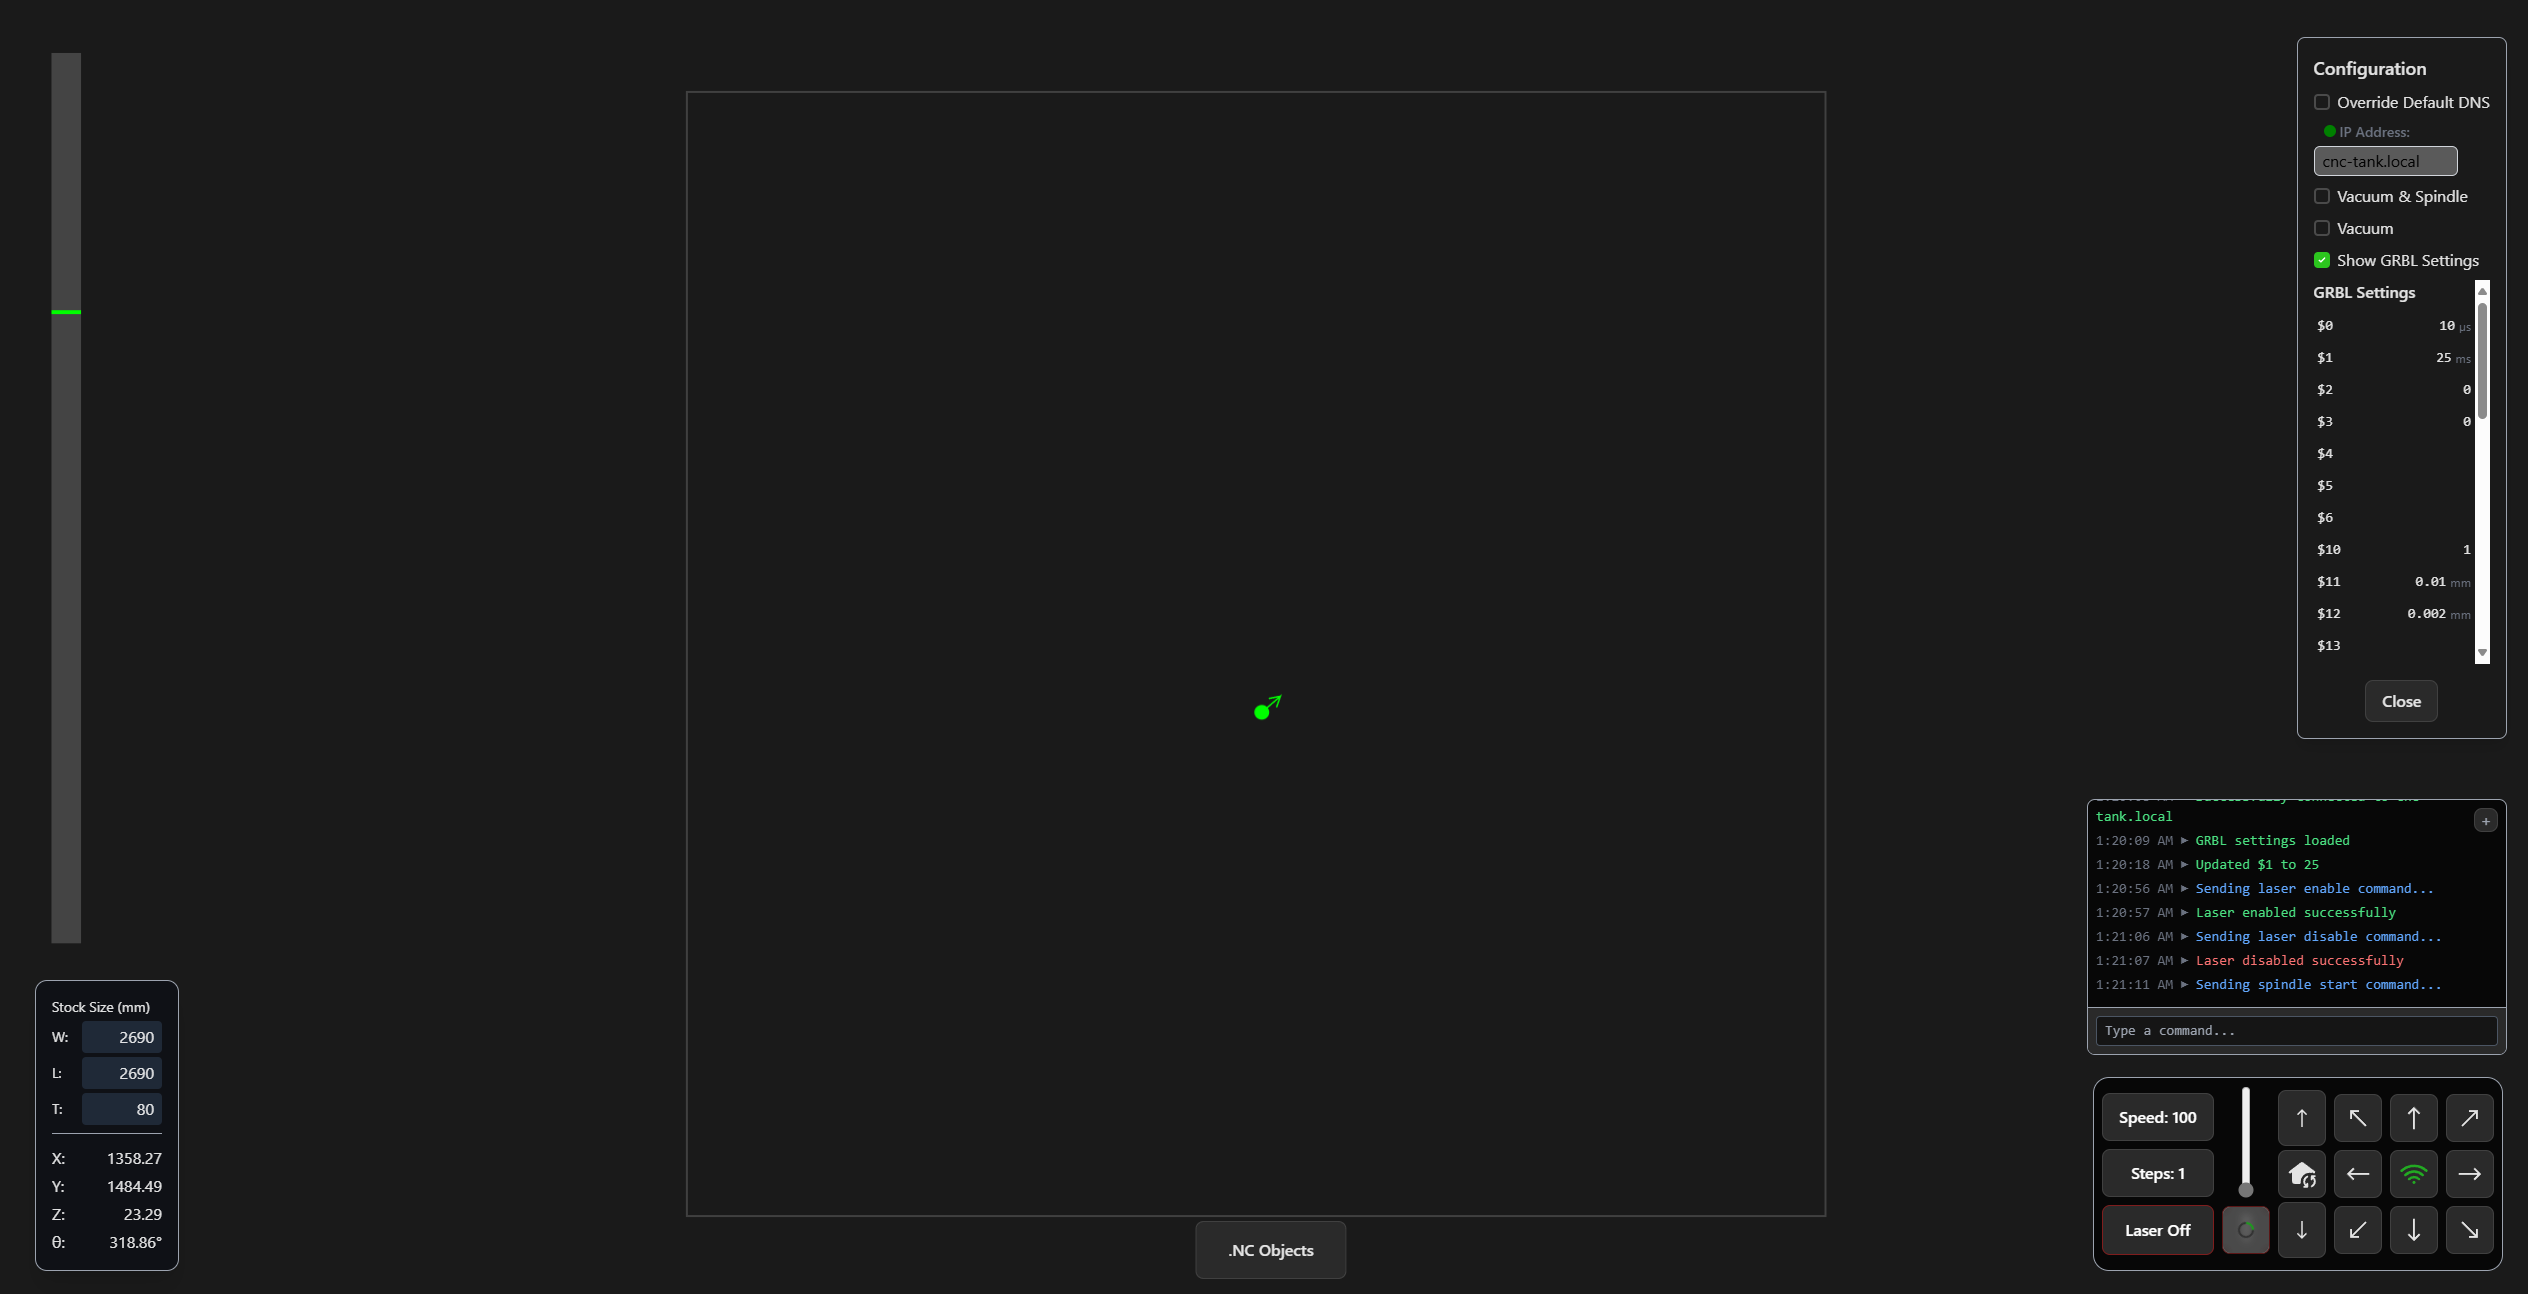 Configuration
Override Default DNS
IP Address:
cnc-tank.local
Vacuum & Spindle
Vacuum
Show GRBL Settings
GRBL Settings
$0 10 µs
$1 25 ms
$2 0
$3 0
$4
$5
$6
$10 1
$11 0.01 mm
$12 0.002 mm
$13
Close
tank.local
+
1:20:09 AM ▶ GRBL settings loaded
1:20:18 AM ▶ Updated $1 to 25
1:20:56 AM ▶ Sending laser enable command...
1:20:57 AM ▶ Laser enabled successfully
1:21:06 AM ▶ Sending laser disable command...
1:21:07 AM ▶ Laser disabled successfully
1:21:11 AM ▶ Sending spindle start command...
Type a command...
Stock Size (mm)
W: 2690
L: 2690
T: 80
X: 1358.27
Y: 1484.49
Z: 23.29
θ: 318.86°
.NC Objects
Speed: 100
Steps: 1
Laser Off